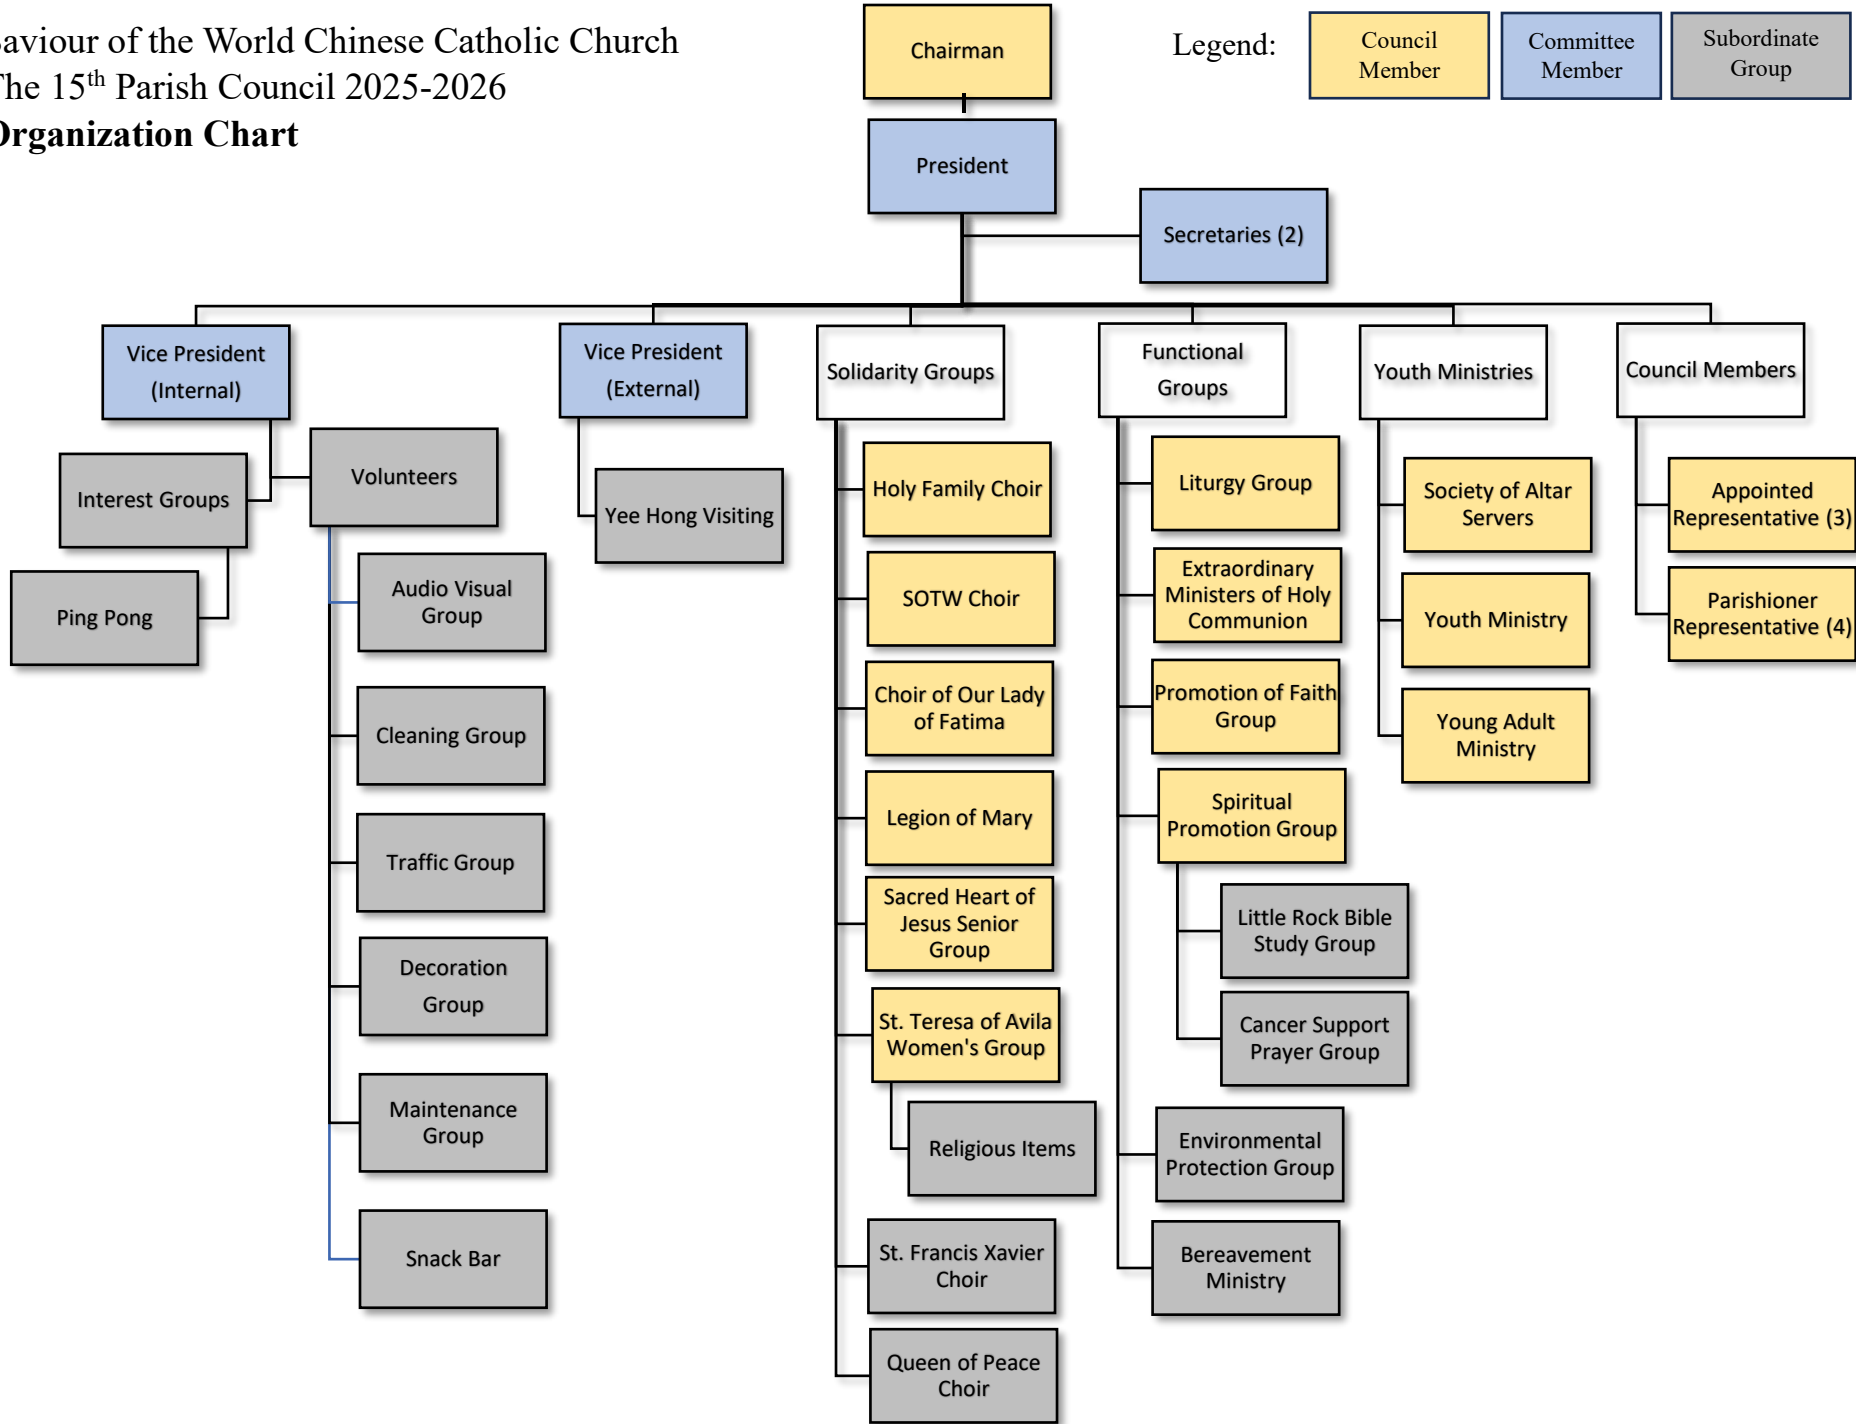 aviour of the World Chinese Catholic Church
he 15th Parish Council 2025-2026
Organization Chart
Chairman
Legend:
Council
Member
Committee
Member
Subordinate
Group
President
Secretaries (2)
Vice President
(Internal)
Vice President
(External)
Solidarity Groups
Functional
Groups
Youth Ministries
Council Members
Interest Groups
Volunteers
Ping Pong
Audio Visual
Group
Cleaning Group
Traffic Group
Decoration
Group
Maintenance
Group
Snack Bar
Yee Hong Visiting
Holy Family Choir
SOTW Choir
Choir of Our Lady
of Fatima
Legion of Mary
Sacred Heart of
Jesus Senior
Group
St. Teresa of Avila
Women's Group
Religious Items
St. Francis Xavier
Choir
Queen of Peace
Choir
Liturgy Group
Extraordinary
Ministers of Holy
Communion
Promotion of Faith
Group
Spiritual
Promotion Group
Little Rock Bible
Study Group
Cancer Support
Prayer Group
Environmental
Protection Group
Bereavement
Ministry
Society of Altar
Servers
Youth Ministry
Young Adult
Ministry
Appointed
Representative (3)
Parishioner
Representative (4)